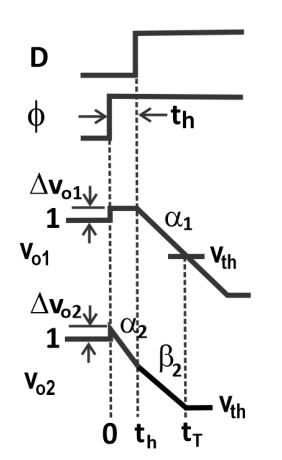 D
ϕ
t_h
Δv_o1
1
α_1
v_th
v_o1
Δv_o2
1
α_2
β_2
v_o2
v_th
0 t_h t_T